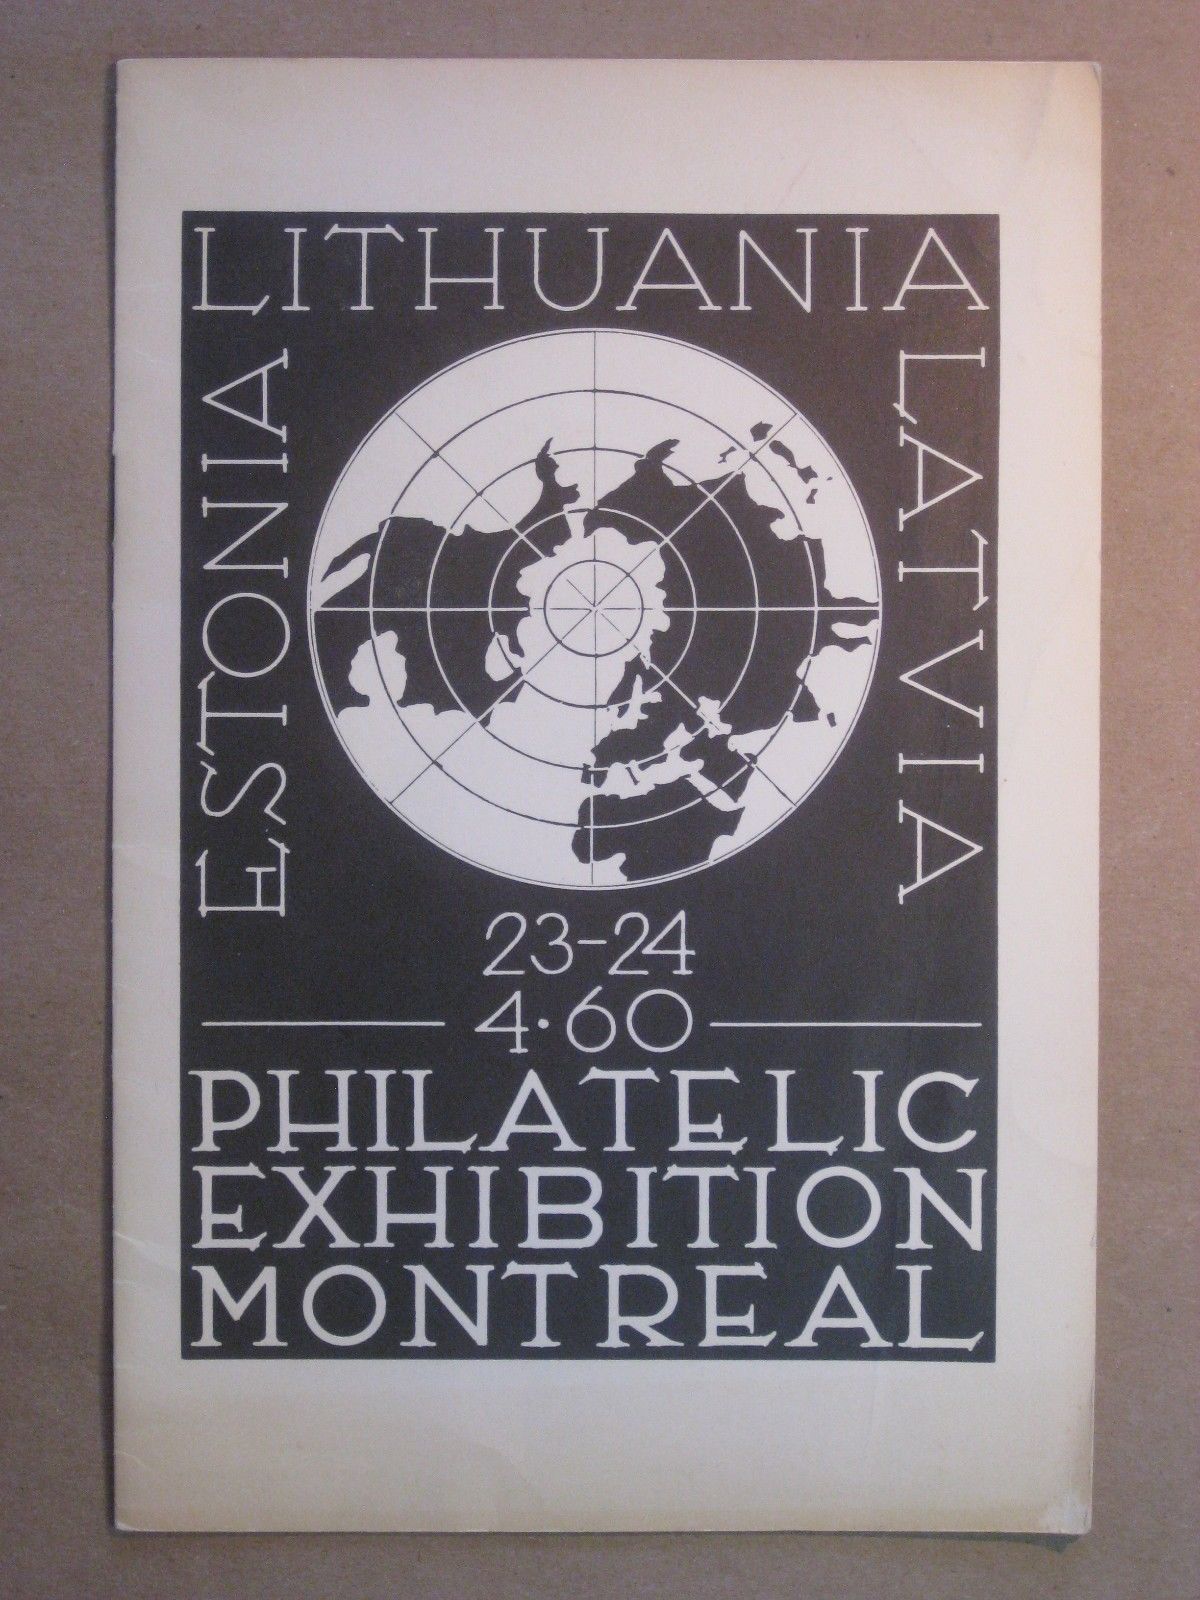 LITHUANIA
ESTONIA
LATVIA
23-24
4·60
PHILATELIC
EXHIBITION
MONTREAL